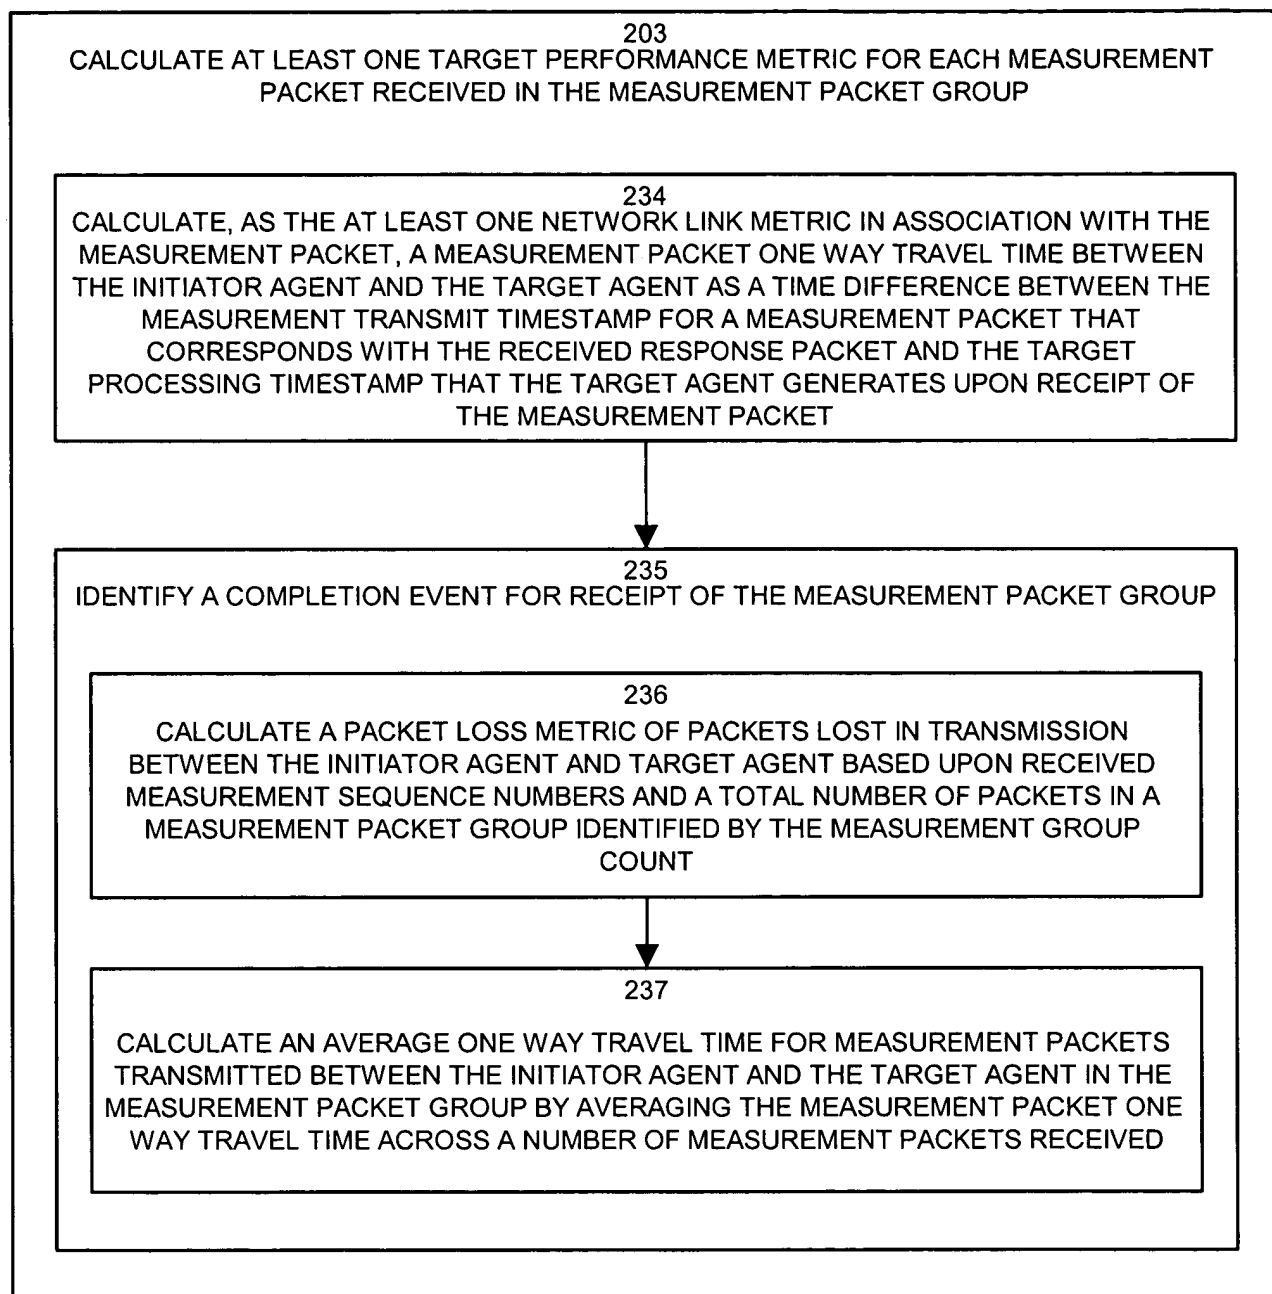 203
CALCULATE AT LEAST ONE TARGET PERFORMANCE METRIC FOR EACH MEASUREMENT
PACKET RECEIVED IN THE MEASUREMENT PACKET GROUP
234
CALCULATE, AS THE AT LEAST ONE NETWORK LINK METRIC IN ASSOCIATION WITH THE
MEASUREMENT PACKET, A MEASUREMENT PACKET ONE WAY TRAVEL TIME BETWEEN
THE INITIATOR AGENT AND THE TARGET AGENT AS A TIME DIFFERENCE BETWEEN THE
MEASUREMENT TRANSMIT TIMESTAMP FOR A MEASUREMENT PACKET THAT
CORRESPONDS WITH THE RECEIVED RESPONSE PACKET AND THE TARGET
PROCESSING TIMESTAMP THAT THE TARGET AGENT GENERATES UPON RECEIPT OF
THE MEASUREMENT PACKET
235
IDENTIFY A COMPLETION EVENT FOR RECEIPT OF THE MEASUREMENT PACKET GROUP
236
CALCULATE A PACKET LOSS METRIC OF PACKETS LOST IN TRANSMISSION
BETWEEN THE INITIATOR AGENT AND TARGET AGENT BASED UPON RECEIVED
MEASUREMENT SEQUENCE NUMBERS AND A TOTAL NUMBER OF PACKETS IN A
MEASUREMENT PACKET GROUP IDENTIFIED BY THE MEASUREMENT GROUP
COUNT
237
CALCULATE AN AVERAGE ONE WAY TRAVEL TIME FOR MEASUREMENT PACKETS
TRANSMITTED BETWEEN THE INITIATOR AGENT AND THE TARGET AGENT IN THE
MEASUREMENT PACKET GROUP BY AVERAGING THE MEASUREMENT PACKET ONE
WAY TRAVEL TIME ACROSS A NUMBER OF MEASUREMENT PACKETS RECEIVED